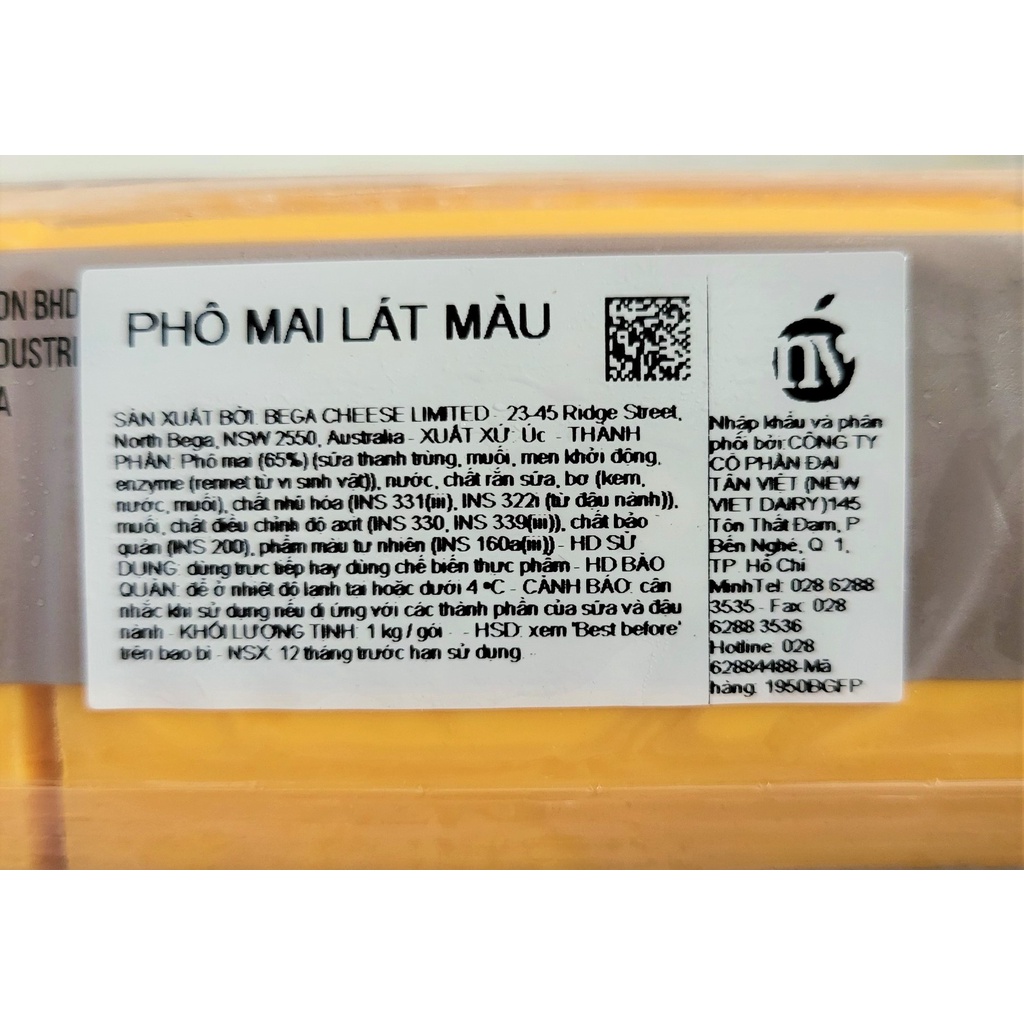 ON BHD
DUSTRI
A
PHÔ MAI LÁT MÀU
SẢN XUẤT BỞI: BEGA CHEESE LIMITED : 23-45 Ridge Street,
North Bega, NSW 2550, Australia - XUẤT XỨ: Úc - THÀNH
PHẦN: Phô mai (65%) (sữa thanh trùng, muối, men khởi động,
enzyme (rennet từ vi sinh vật)), nước, chất rắn sữa, bơ (kem,
nước, muối), chất nhũ hóa (INS 331(iii), INS 322i (từ đậu nành)),
muối, chất điều chỉnh độ axit (INS 330, INS 339(iii)), chất bảo
quản (INS 200), phẩm màu tự nhiên (INS 160a(iii)) - HD SỬ
DỤNG: dùng trực tiếp hay dùng chế biến thực phẩm - HD BẢO
QUẢN: để ở nhiệt độ lạnh tại hoặc dưới 4 °C - CẢNH BÁO: cân
nhắc khi sử dụng nếu dị ứng với các thành phần của sữa và đậu
nành - KHỐI LƯỢNG TỊNH: 1 kg / gói - - HSD: xem 'Best before'
trên bao bì - NSX: 12 tháng trước hạn sử dụng
nv
Nhập khẩu và phân
phối bởi: CÔNG TY
CỔ PHẦN ĐẠI
TÂN VIỆT (NEW
VIET DAIRY)145
Tôn Thất Đạm, P
Bến Nghé, Q 1,
TP Hồ Chí
MinhTel: 028 6288
3535 - Fax: 028
6288 3536
Hotline: 028
62884488-Mã
hàng: 1950BGFP